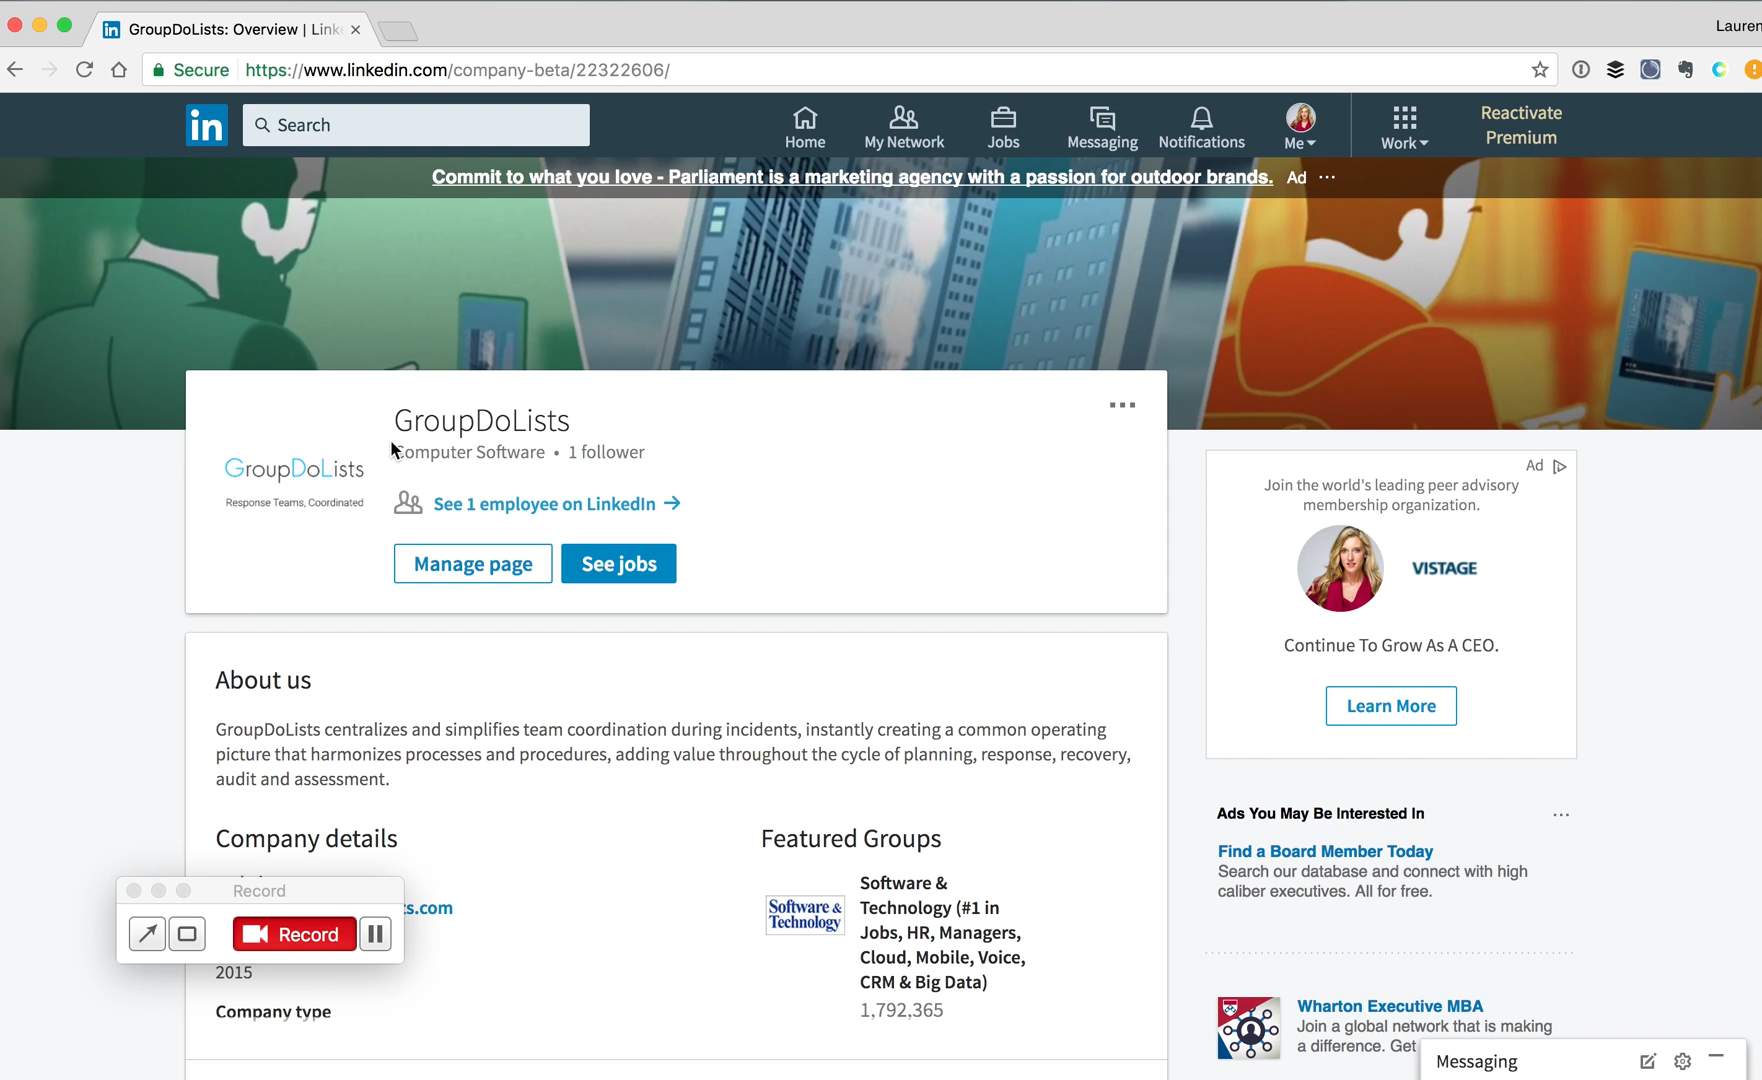 GroupDoLists: Overview | Linke
Lauren
Secure https://www.linkedin.com/company-beta/22322606/
in
Search
Home
My Network
Jobs
Messaging
Notifications
Me
Work
Reactivate
Premium
Commit to what you love - Parliament is a marketing agency with a passion for outdoor brands. Ad ···
GroupDoLists
Computer Software • 1 follower
GroupDoLists
Response Teams, Coordinated
See 1 employee on LinkedIn →
Manage page
See jobs
Ad
Join the world's leading peer advisory
membership organization.
VISTAGE
Continue To Grow As A CEO.
Learn More
About us
GroupDoLists centralizes and simplifies team coordination during incidents, instantly creating a common operating
picture that harmonizes processes and procedures, adding value throughout the cycle of planning, response, recovery,
audit and assessment.
Company details
ts.com
2015
Company type
Featured Groups
Software &
Technology
Software &
Technology (#1 in
Jobs, HR, Managers,
Cloud, Mobile, Voice,
CRM & Big Data)
1,792,365
Record
Record
Ads You May Be Interested In
Find a Board Member Today
Search our database and connect with high
caliber executives. All for free.
Wharton Executive MBA
Join a global network that is making
a difference. Get
Messaging